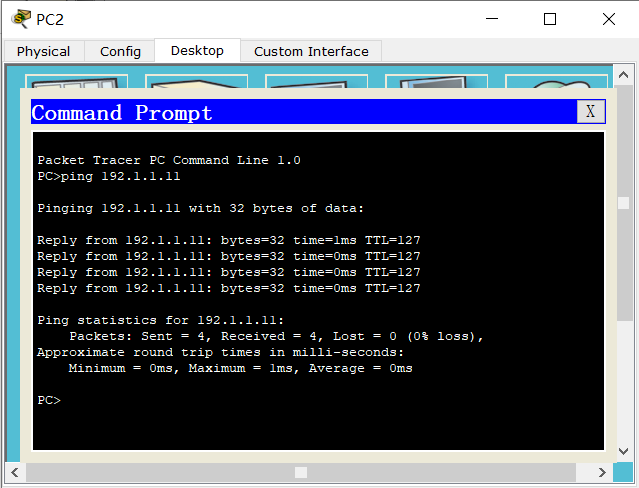 PC2
Physical Config Desktop Custom Interface
Command Prompt X
Packet Tracer PC Command Line 1.0
PC>ping 192.1.1.11
Pinging 192.1.1.11 with 32 bytes of data:
Reply from 192.1.1.11: bytes=32 time=1ms TTL=127
Reply from 192.1.1.11: bytes=32 time=0ms TTL=127
Reply from 192.1.1.11: bytes=32 time=0ms TTL=127
Reply from 192.1.1.11: bytes=32 time=0ms TTL=127
Ping statistics for 192.1.1.11:
Packets: Sent = 4, Received = 4, Lost = 0 (0% loss),
Approximate round trip times in milli-seconds:
Minimum = 0ms, Maximum = 1ms, Average = 0ms
PC>